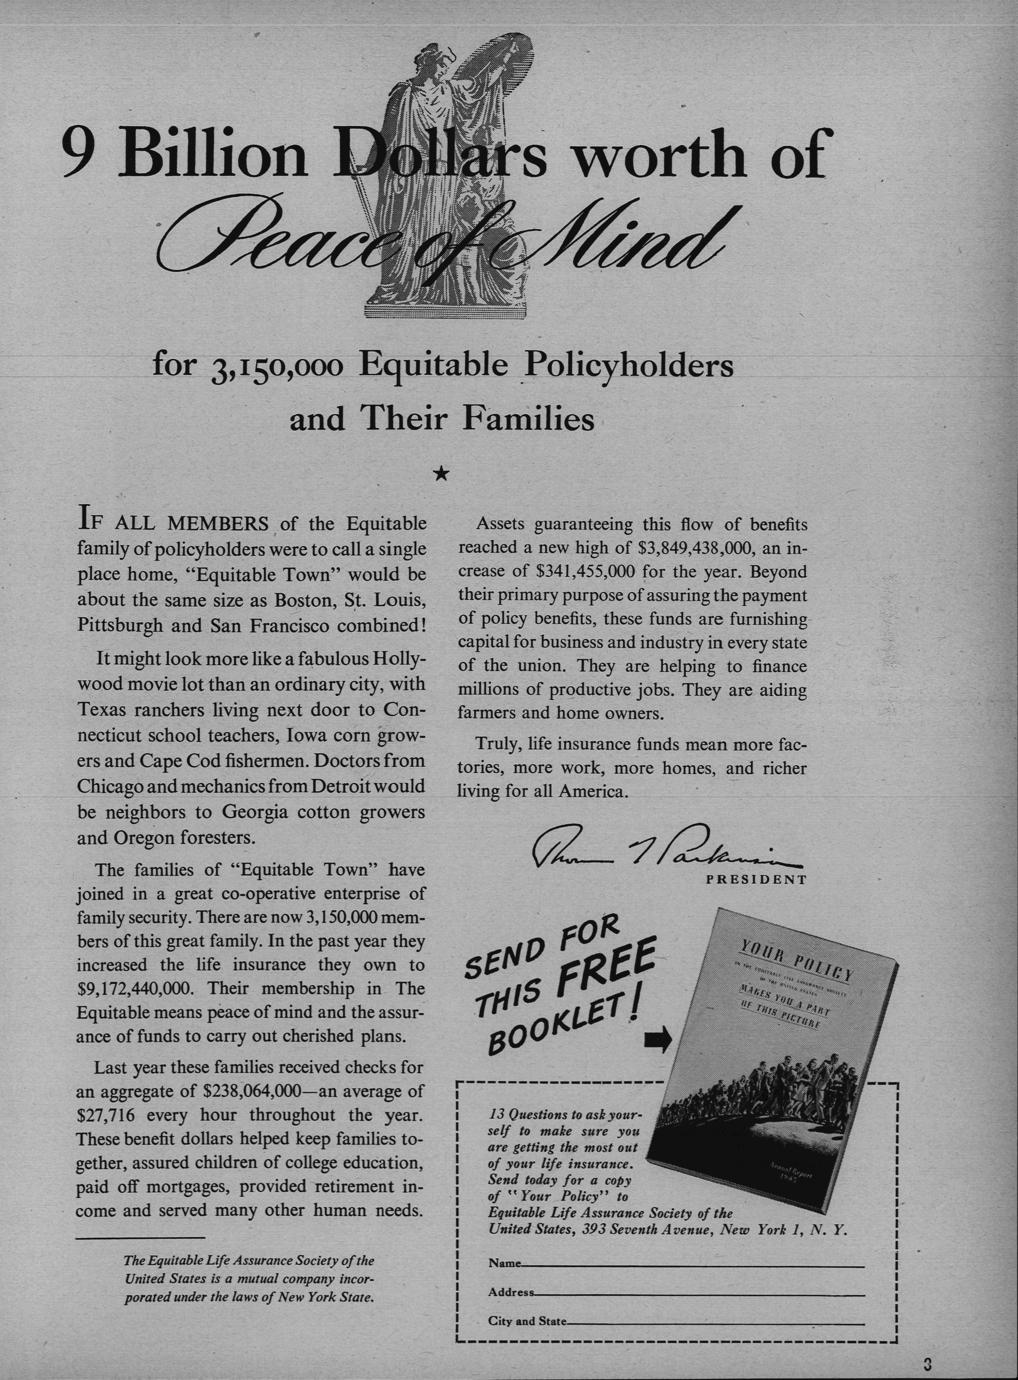 9 Billion Dollars worth of
Peace of Mind
for 3,150,000 Equitable Policyholders
and Their Families
★
IF ALL MEMBERS of the Equitable
family of policyholders were to call a single
place home, “Equitable Town” would be
about the same size as Boston, St. Louis,
Pittsburgh and San Francisco combined!
It might look more like a fabulous Holly-
wood movie lot than an ordinary city, with
Texas ranchers living next door to Con-
necticut school teachers, Iowa corn grow-
ers and Cape Cod fishermen. Doctors from
Chicago and mechanics from Detroit would
be neighbors to Georgia cotton growers
and Oregon foresters.
The families of “Equitable Town” have
joined in a great co-operative enterprise of
family security. There are now 3,150,000 mem-
bers of this great family. In the past year they
increased the life insurance they own to
$9,172,440,000. Their membership in The
Equitable means peace of mind and the assur-
ance of funds to carry out cherished plans.
Last year these families received checks for
an aggregate of $238,064,000—an average of
$27,716 every hour throughout the year.
These benefit dollars helped keep families to-
gether, assured children of college education,
paid off mortgages, provided retirement in-
come and served many other human needs.
The Equitable Life Assurance Society of the
United States is a mutual company incor-
porated under the laws of New York State.
Assets guaranteeing this flow of benefits
reached a new high of $3,849,438,000, an in-
crease of $341,455,000 for the year. Beyond
their primary purpose of assuring the payment
of policy benefits, these funds are furnishing
capital for business and industry in every state
of the union. They are helping to finance
millions of productive jobs. They are aiding
farmers and home owners.
Truly, life insurance funds mean more fac-
tories, more work, more homes, and richer
living for all America.
Thomas I Parkinson
PRESIDENT
SEND FOR
THIS FREE
BOOKLET!
YOUR POLICY
IN THE EQUITABLE LIFE ASSURANCE SOCIETY
OF THE UNITED STATES
MAKES YOU A PART
OF THIS PICTURE
Annual Report
1945
13 Questions to ask your-
self to make sure you
are getting the most out
of your life insurance.
Send today for a copy
of “Your Policy” to
Equitable Life Assurance Society of the
United States, 393 Seventh Avenue, New York 1, N. Y.
Name
Address
City and State
3